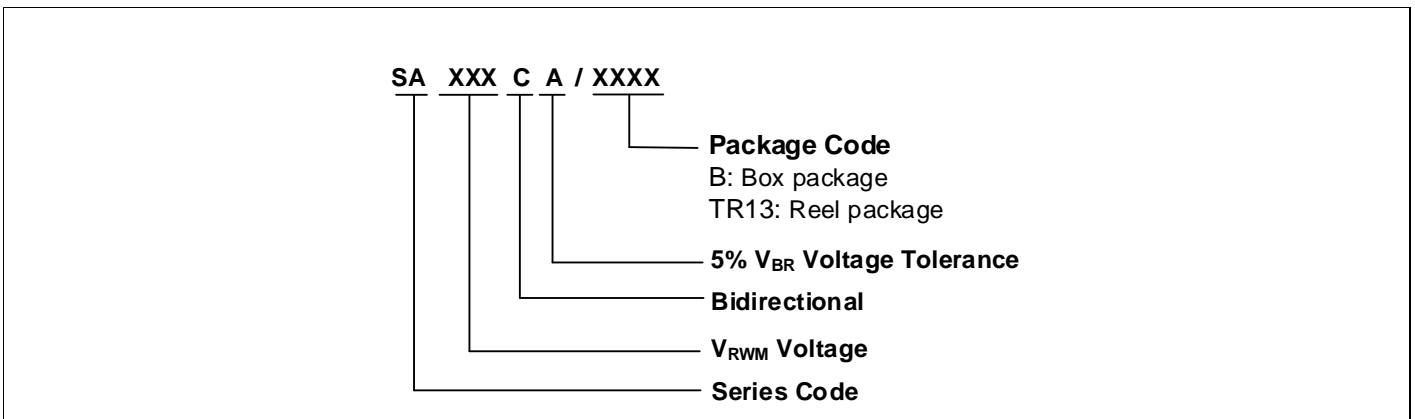 SA XXX C A / XXXX
Package Code
B: Box package
TR13: Reel package
5% VBR Voltage Tolerance
Bidirectional
VRWM Voltage
Series Code